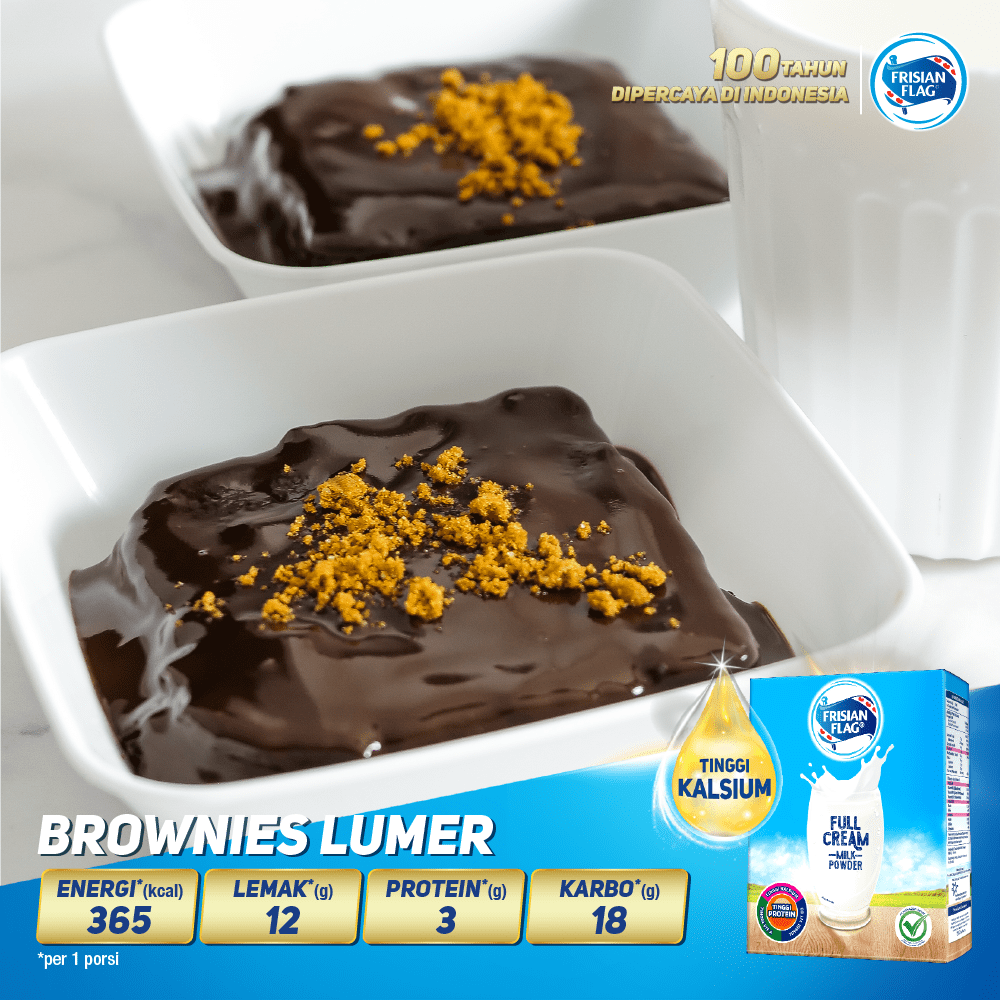 100 TAHUN
DIPERCAYA DI INDONESIA
FRISIAN
FLAG
BROWNIES LUMER
ENERGI*(kcal)
365
LEMAK*(g)
12
PROTEIN*(g)
3
KARBO*(g)
18
*per 1 porsi
TINGGI
KALSIUM
FRISIAN
FLAG®
FULL
CREAM
MILK
POWDER
TINGGI
PROTEIN